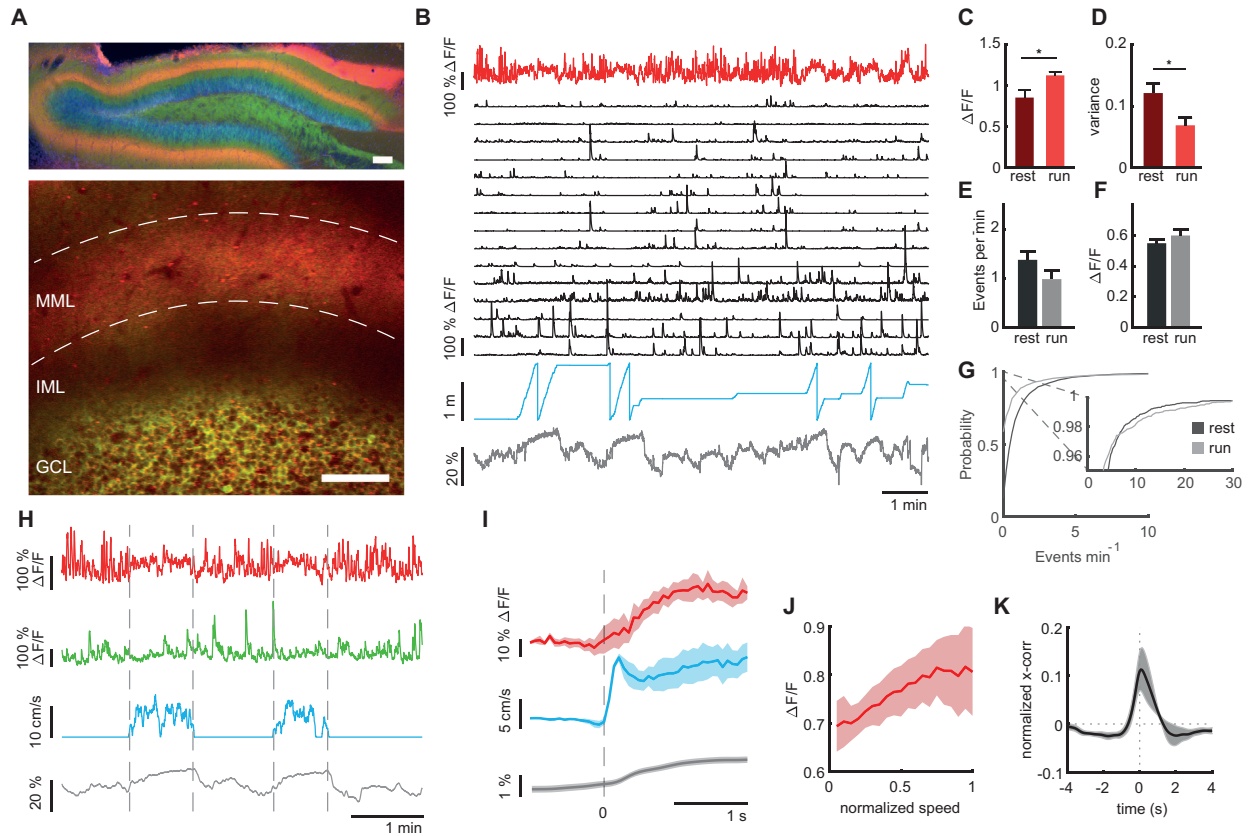 A
MML
IML
GCL
B
100 % ΔF/F
100 % ΔF/F
1 m
20 %
1 min
C
ΔF/F
1.5
1
0.5
0
*
rest run
D
variance
0.2
0.1
0
*
rest run
E
Events per min
2
1
0
rest run
F
ΔF/F
0.6
0.4
0.2
0
rest run
G
Probability
1
0.5
0
0 5 10
Events min-1
1
0.98
0.96
0 10 20 30
rest
run
H
100 %
ΔF/F
100 %
ΔF/F
10 cm/s
20 %
1 min
I
10 % ΔF/F
5 cm/s
1 %
0
1 s
J
ΔF/F
0.9
0.8
0.7
0.6
0 0.5 1
normalized speed
K
normalized x-corr
0.2
0.1
0
-0.1
-4 -2 0 2 4
time (s)